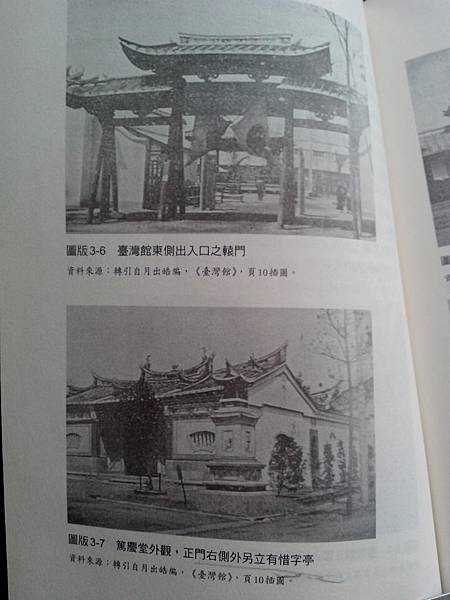 圖版3-6　臺灣館東側出入口之轅門
資料來源：轉引自月出皓編，《臺灣館》，頁10插圖。
圖版3-7　篤慶堂外觀，正門右側外另立有惜字亭
資料來源：轉引自月出皓編，《臺灣館》，頁10插圖。